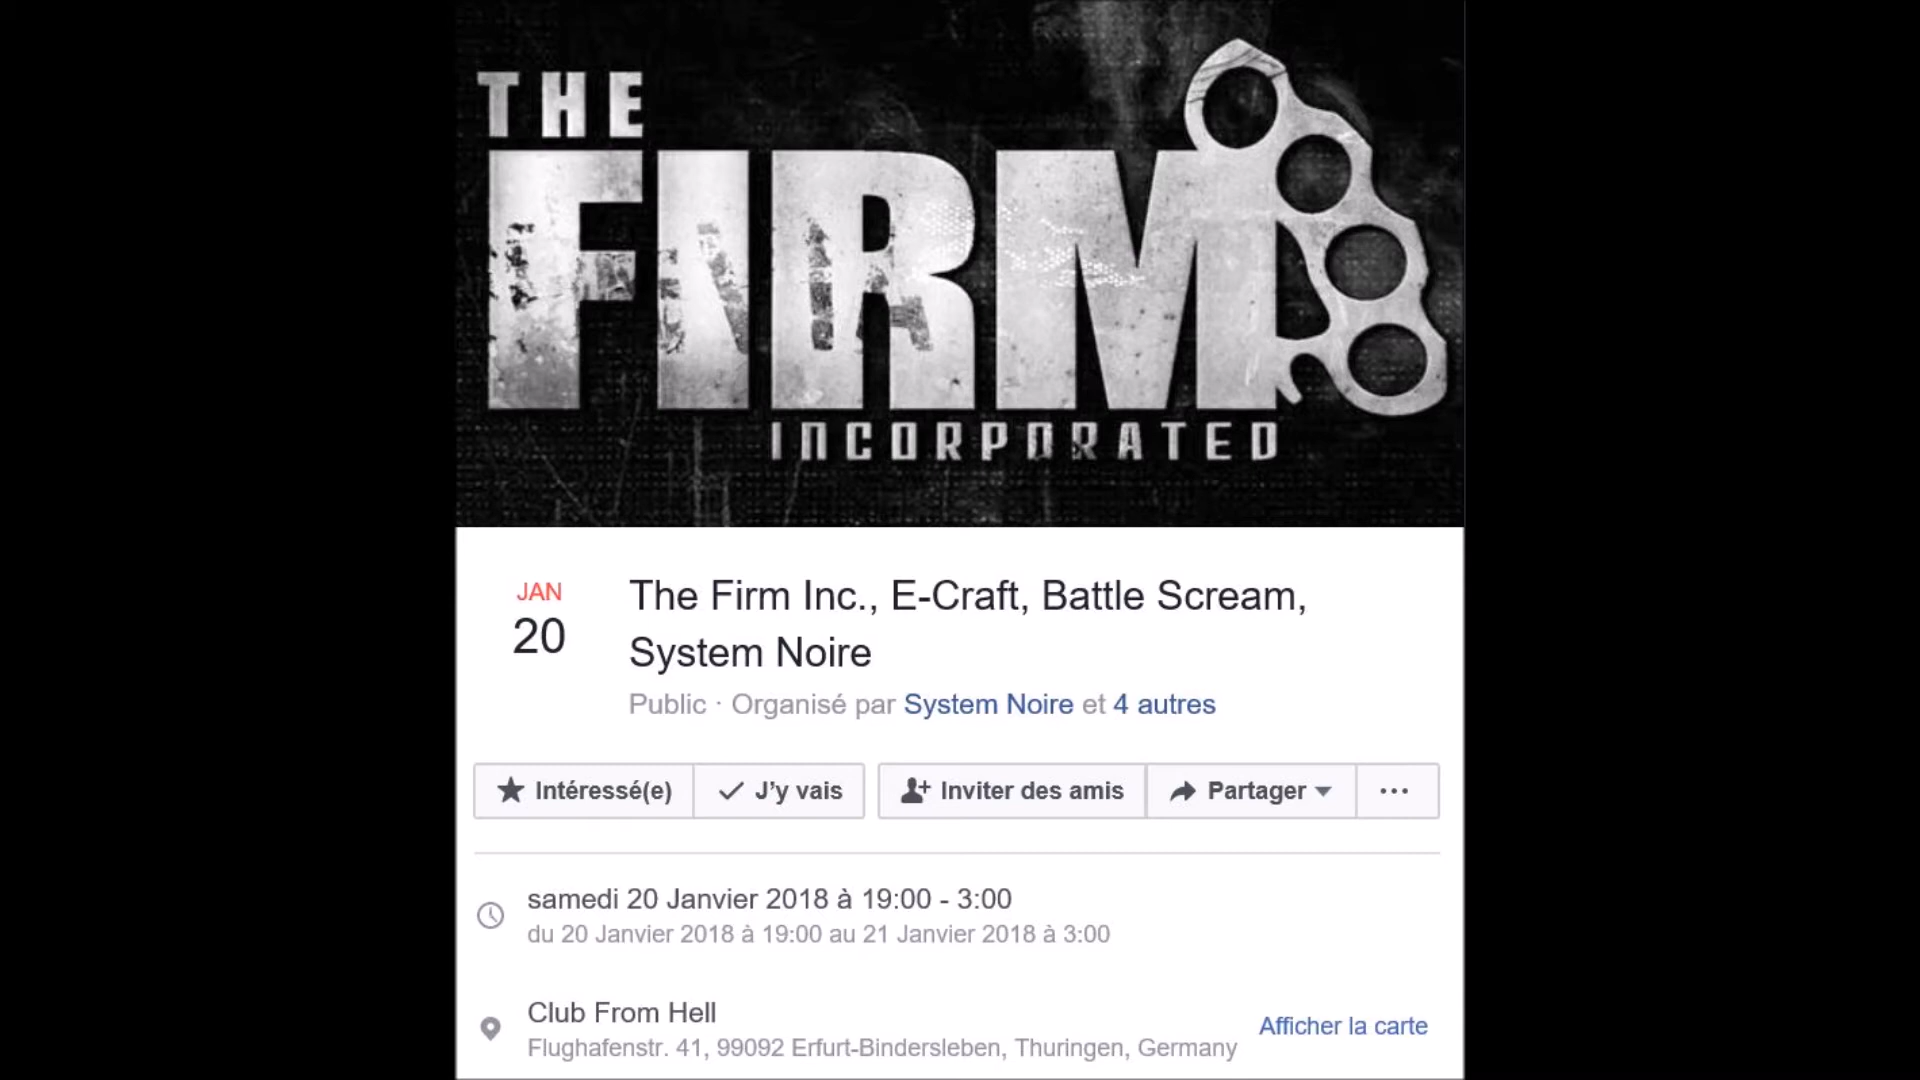 THE
FIRM
INCORPORATED
JAN
20
The Firm Inc., E-Craft, Battle Scream,
System Noire
Public · Organisé par System Noire et 4 autres
Intéressé(e) J’y vais Inviter des amis Partager ...
samedi 20 Janvier 2018 à 19:00 - 3:00
du 20 Janvier 2018 à 19:00 au 21 Janvier 2018 à 3:00
Club From Hell
Flughafenstr. 41, 99092 Erfurt-Bindersleben, Thuringen, Germany
Afficher la carte